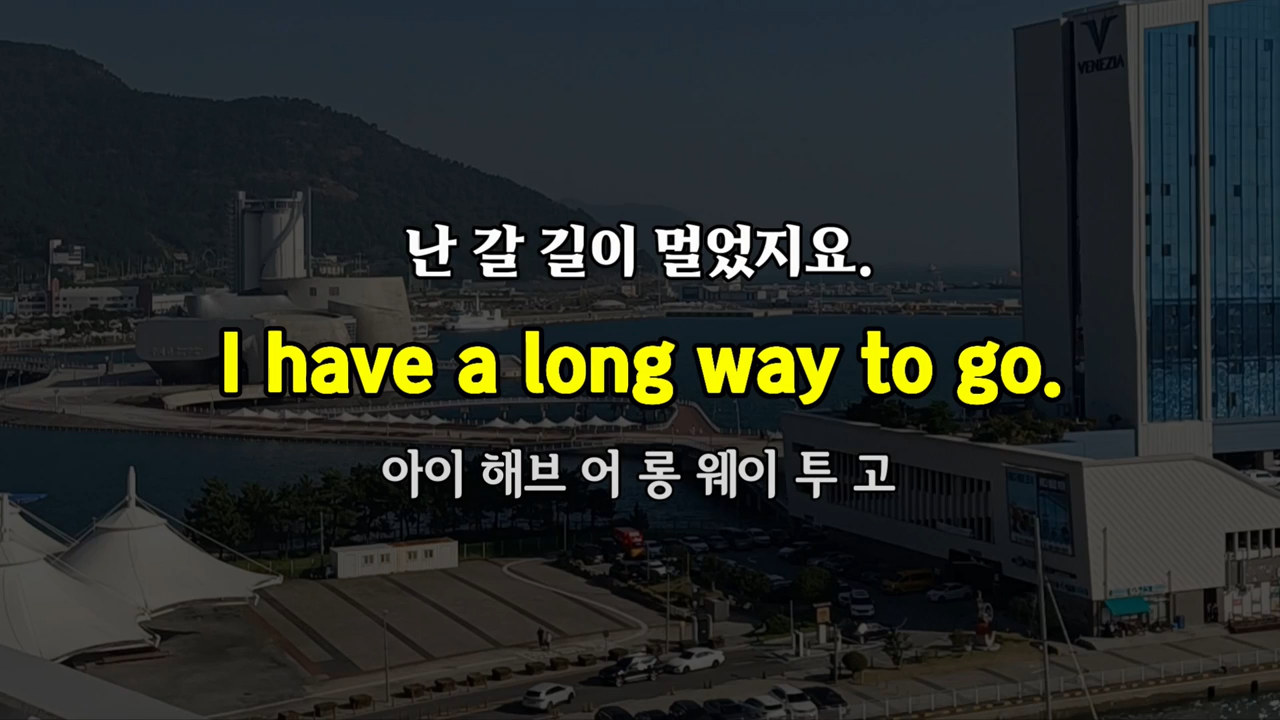 VENEZIA
난 갈 길이 멀었지요.
I have a long way to go.
아이 해브 어 롱 웨이 투 고